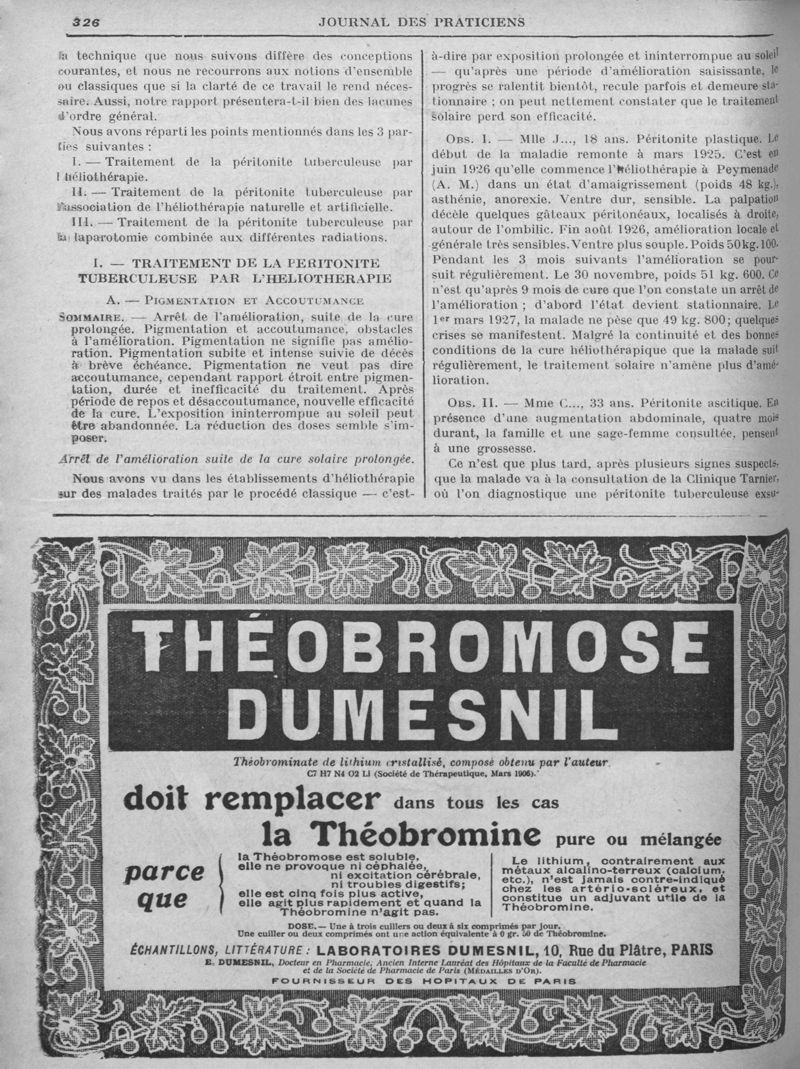 326
JOURNAL DES PRATICIENS
la technique que nous suivons diffère des conceptions
courantes, et nous ne recourrons aux notions d'ensemble
ou classiques que si la clarté de ce travail le rend néces-
saire. Aussi, notre rapport présentera-t-il bien des lacunes
d'ordre général.
Nous avons réparti les points mentionnés dans les 3 par-
ties suivantes :
I. — Traitement de la péritonite tuberculeuse par
l'héliothérapie.
II. — Traitement de la péritonite tuberculeuse par
l'association de l'héliothérapie naturelle et artificielle.
III. — Traitement de la péritonite tuberculeuse par
la laparotomie combinée aux différentes radiations.
I. — TRAITEMENT DE LA PERITONITE
TUBERCULEUSE PAR L'HELIOTHERAPIE
A. — PIGMENTATION ET ACCOUTUMANCE
SOMMAIRE. — Arrêt de l'amélioration, suite de la cure
prolongée. Pigmentation et accoutumance, obstacles
à l'amélioration. Pigmentation ne signifie pas amélio-
ration. Pigmentation subite et intense suivie de décès
à brève échéance. Pigmentation ne veut pas dire
accoutumance, cependant rapport étroit entre pigmen-
tation, durée et inefficacité du traitement. Après
période de repos et désaccoutumance, nouvelle efficacité
de la cure. L'exposition ininterrompue au soleil peut
être abandonnée. La réduction des doses semble s'im-
poser.
Arrêt de l'amélioration suite de la cure solaire prolongée.
Nous avons vu dans les établissements d'héliothérapie
sur des malades traités par le procédé classique — c'est-
à-dire par exposition prolongée et ininterrompue au soleil
— qu'après une période d'amélioration saisissante, le
progrès se ralentit bientôt, recule parfois et demeure sta-
tionnaire ; on peut nettement constater que le traitement
solaire perd son efficacité.
OBS. I. — Mlle J..., 18 ans. Péritonite plastique. Le
début de la maladie remonte à mars 1925. C'est en
juin 1926 qu'elle commence l'héliothérapie à Peymenade
(A. M.) dans un état d'amaigrissement (poids 48 kg.),
asthénie, anorexie. Ventre dur, sensible. La palpation
décèle quelques gâteaux péritonéaux, localisés à droite,
autour de l'ombilic. Fin août 1926, amélioration locale et
générale très sensibles. Ventre plus souple. Poids 50 kg. 100.
Pendant les 3 mois suivants l'amélioration se pour-
suit régulièrement. Le 30 novembre, poids 51 kg. 600. Ce
n'est qu'après 9 mois de cure que l'on constate un arrêt de
l'amélioration ; d'abord l'état devient stationnaire. Le
1er mars 1927, la malade ne pèse que 49 kg. 800 ; quelques
crises se manifestent. Malgré la continuité et des bonnes
conditions de la cure héliothérapique que la malade suit
régulièrement, le traitement solaire n'amène plus d'amé-
lioration.
OBS. II. — Mme C..., 33 ans. Péritonite ascitique. En
présence d'une augmentation abdominale, quatre mois
durant, la famille et une sage-femme consultée, pensent
à une grossesse.
Ce n'est que plus tard, après plusieurs signes suspects,
que la malade va à la consultation de la Clinique Tarnier,
où l'on diagnostique une péritonite tuberculeuse exsu-
THÉOBROMOSE
DUMESNIL
Théobrominate de lithium cristallisé, composé obtenu par l'auteur
C7 H7 N4 O2 LI (Société de Thérapeutique, Mars 1906).
doit remplacer dans tous les cas
la Théobromine pure ou mélangée
parce
que
la Théobromose est soluble,
elle ne provoque ni céphalée,
ni excitation cérébrale,
ni troubles digestifs;
elle est cinq fois plus active,
elle agit plus rapidement et quand la
Théobromine n'agit pas.
Le lithium, contrairement aux
métaux alcalino-terreux (calcium,
etc.), n'est jamais contre-indiqué
chez les artério-scléreux, et
constitue un adjuvant utile de la
Théobromine.
DOSE. — Une à trois cuillers ou deux à six comprimés par jour.
Une cuiller ou deux comprimés ont une action équivalente à 0 gr. 50 de Théobromine.
ÉCHANTILLONS, LITTÉRATURE : LABORATOIRES DUMESNIL, 10, Rue du Plâtre, PARIS
E. DUMESNIL, Docteur en Pharmacie, Ancien Interne Lauréat des Hôpitaux de la Faculté de Pharmacie
et de la Société de Pharmacie de Paris (MÉDAILLES D'OR).
FOURNISSEUR DES HOPITAUX DE PARIS